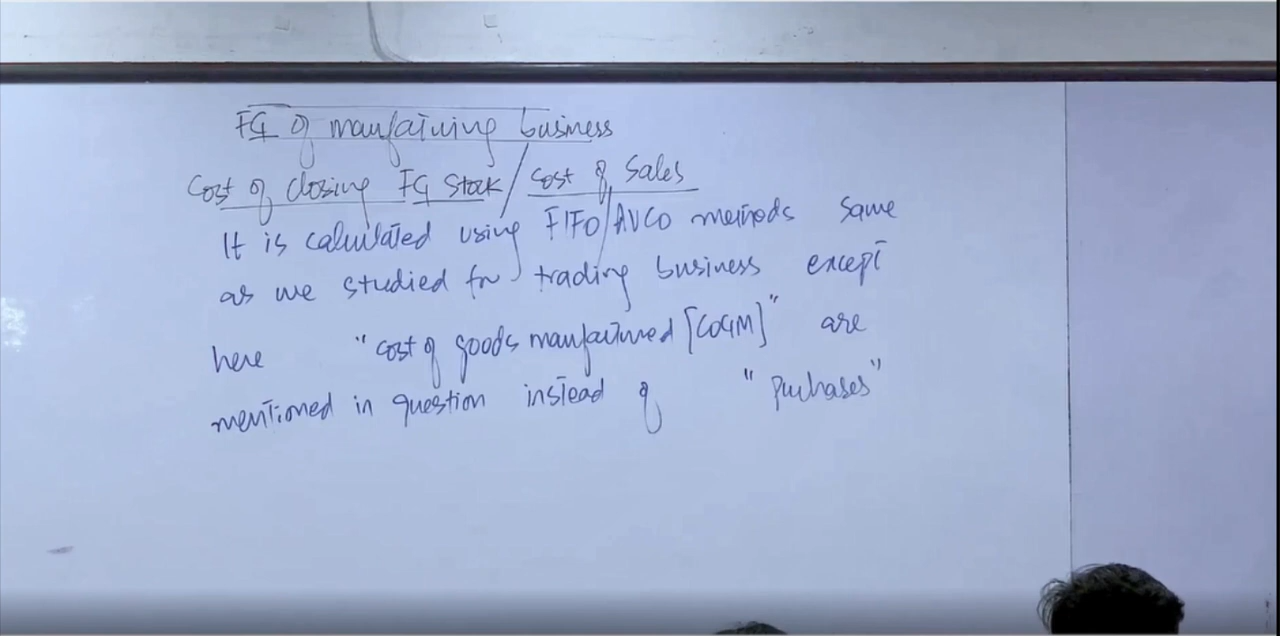 FG of manufacturing business
Cost of closing FG Stock / Cost of Sales
It is calculated using FIFO/AVCO methods same
as we studied for trading business except
here "cost of goods manufactured [COGM]" are
mentioned in question instead of "purchases"